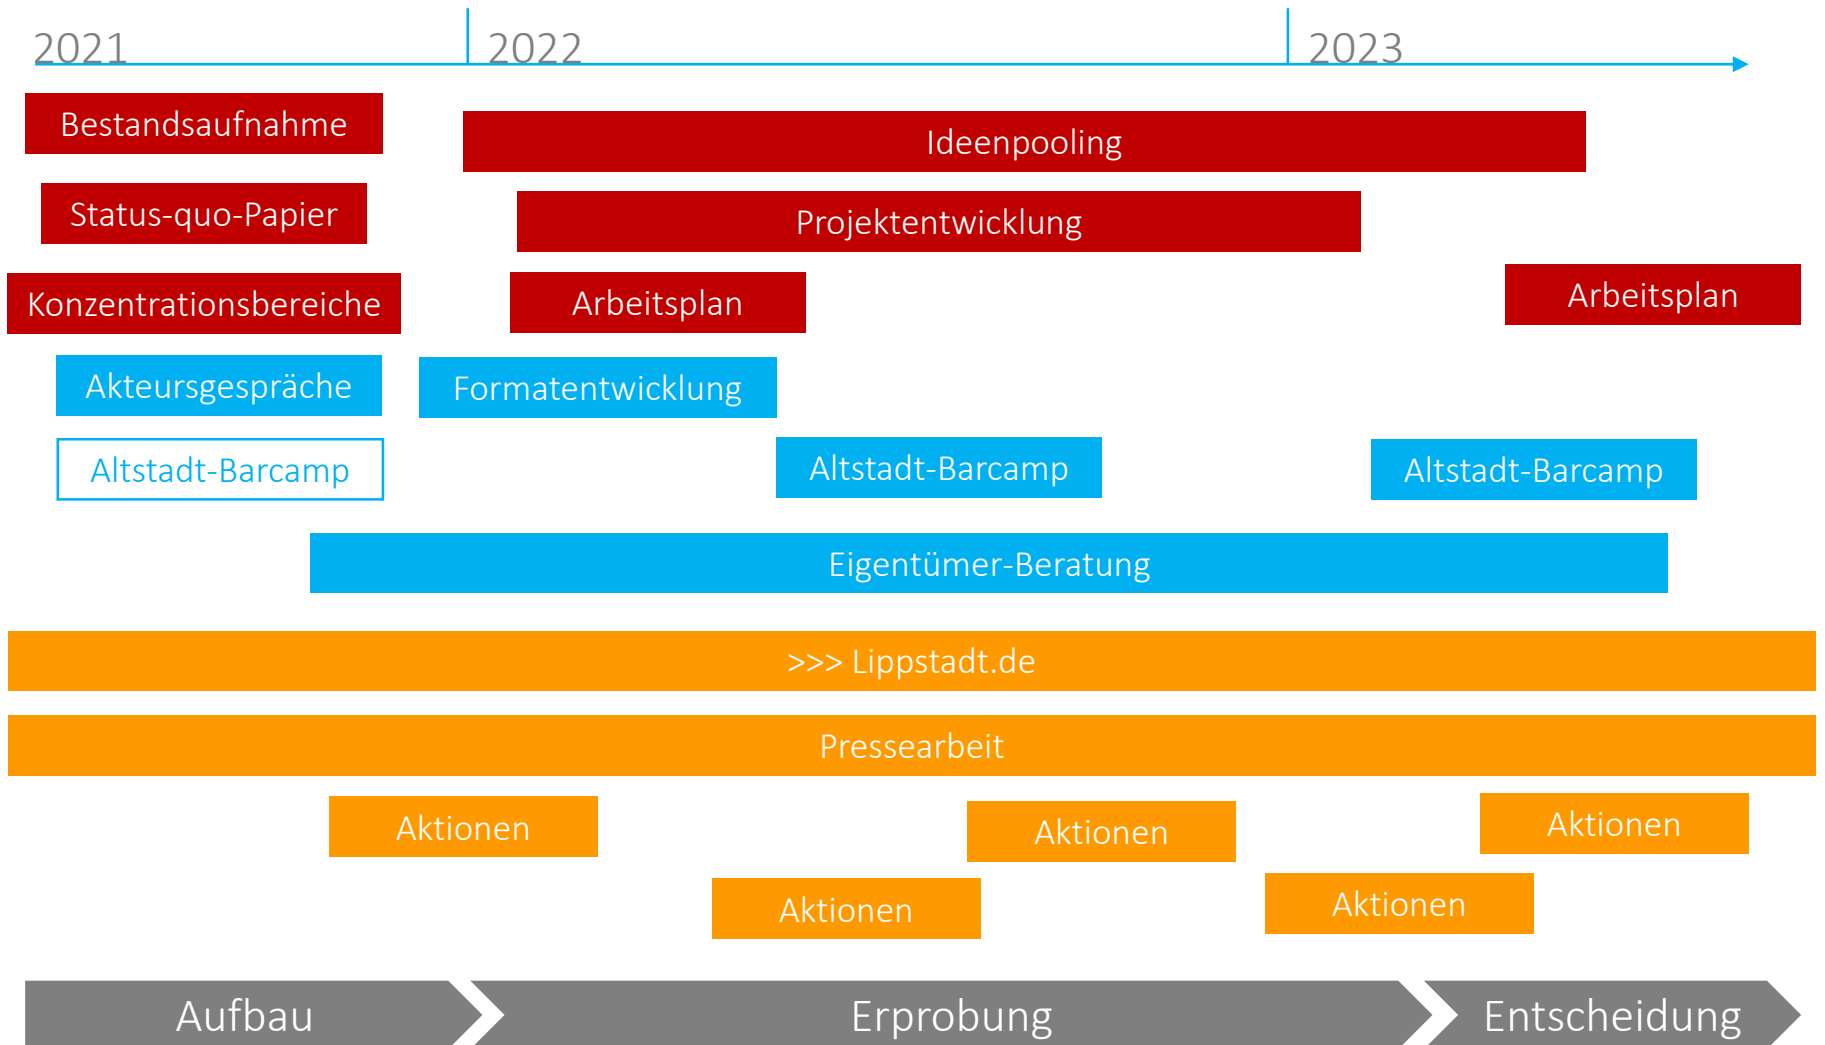 2021
2022
2023
Bestandsaufnahme
Ideenpooling
Status-quo-Papier
Projektentwicklung
Konzentrationsbereiche
Arbeitsplan
Arbeitsplan
Akteursgespräche
Formatentwicklung
Altstadt-Barcamp
Altstadt-Barcamp
Altstadt-Barcamp
Eigentümer-Beratung
>>> Lippstadt.de
Pressearbeit
Aktionen
Aktionen
Aktionen
Aktionen
Aktionen
Aufbau
Erprobung
Entscheidung